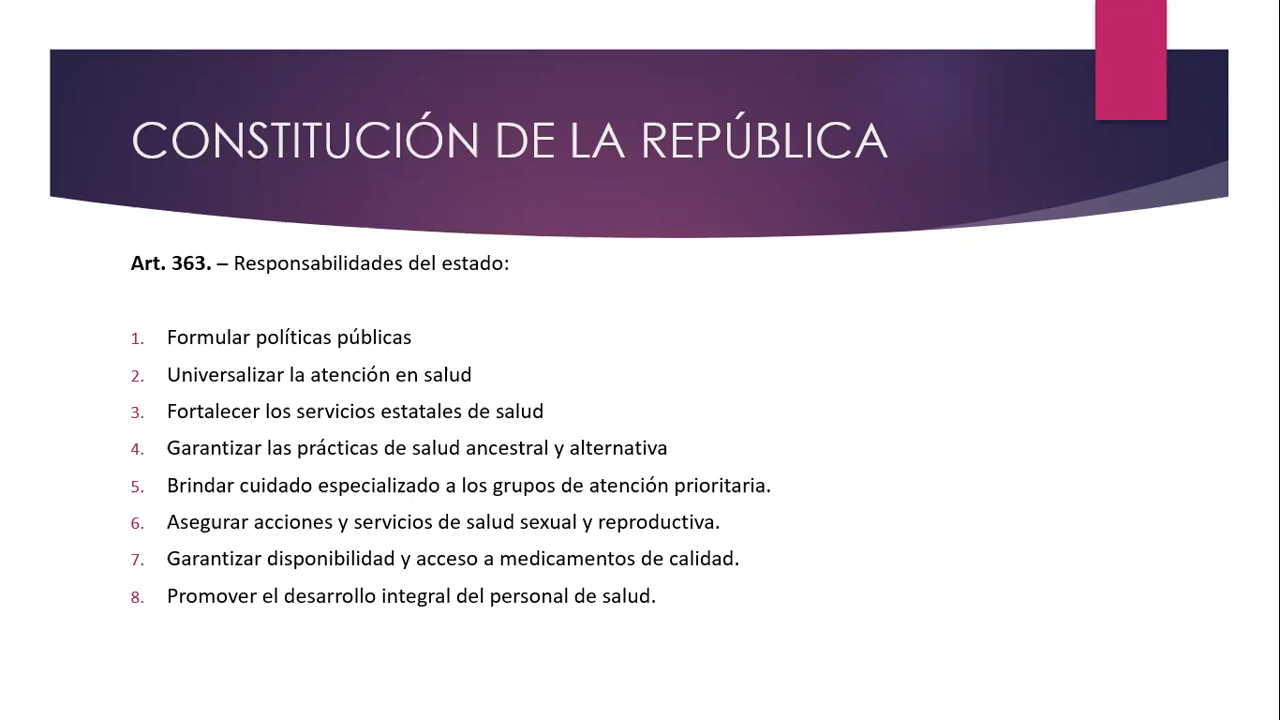 CONSTITUCIÓN DE LA REPÚBLICA
Art. 363. – Responsabilidades del estado:
1. Formular políticas públicas
2. Universalizar la atención en salud
3. Fortalecer los servicios estatales de salud
4. Garantizar las prácticas de salud ancestral y alternativa
5. Brindar cuidado especializado a los grupos de atención prioritaria.
6. Asegurar acciones y servicios de salud sexual y reproductiva.
7. Garantizar disponibilidad y acceso a medicamentos de calidad.
8. Promover el desarrollo integral del personal de salud.